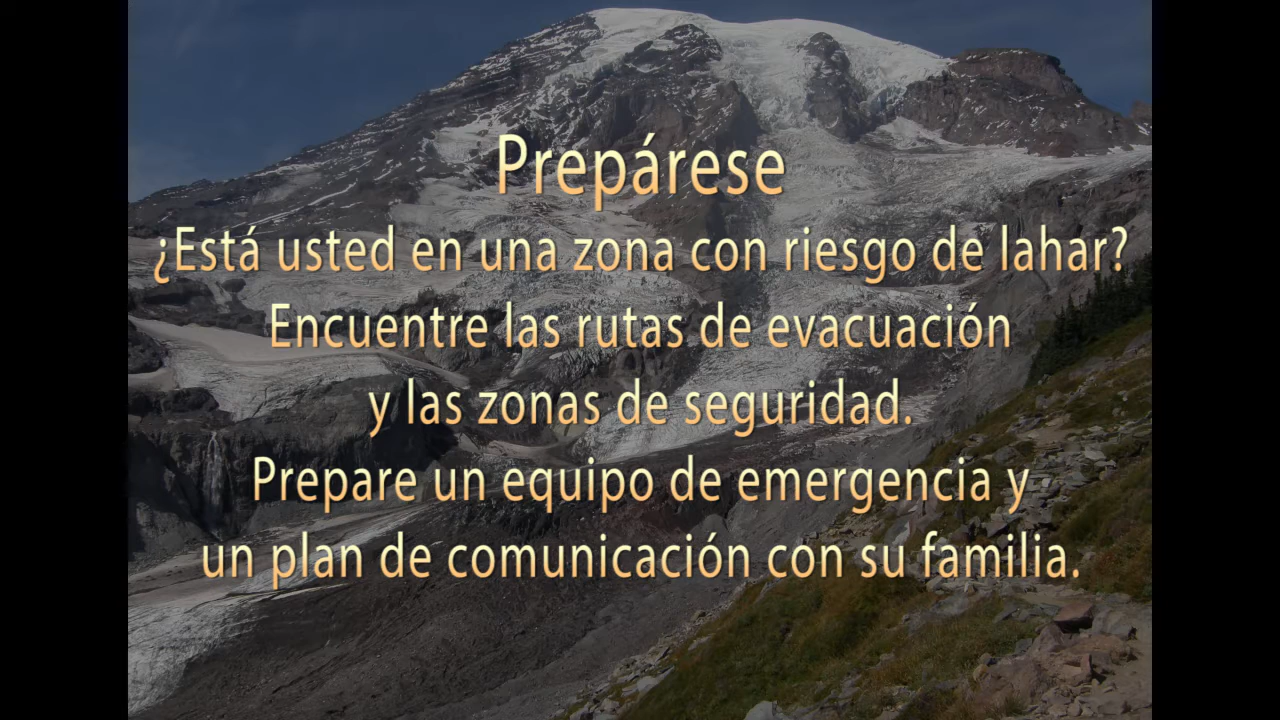 Prepárese
¿Está usted en una zona con riesgo de lahar?
Encuentre las rutas de evacuación
y las zonas de seguridad.
Prepare un equipo de emergencia y
un plan de comunicación con su familia.